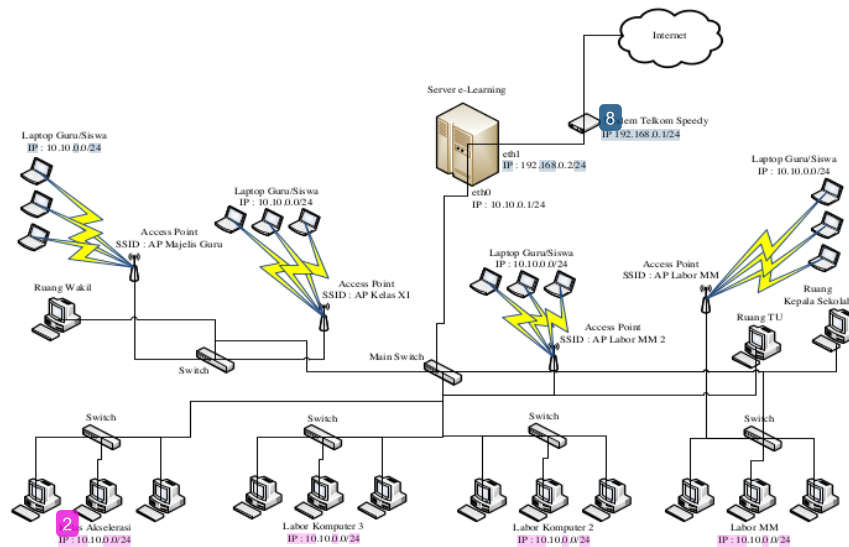 Internet
Server e-Learning
8
dem Telkom Speedy
IP 192.168.0.1/24
eth1
IP : 192.168.0.2/24
eth0
IP : 10.10.0.1/24
Laptop Guru/Siswa
IP : 10.10.0.0/24
Laptop Guru/Siswa
IP : 10.10.0.0/24
Laptop Guru/Siswa
IP : 10.10.0.0/24
Laptop Guru/Siswa
IP : 10.10.0.0/24
Access Point
SSID : AP Majelis Guru
Access Point
SSID : AP Kelas XI
Access Point
SSID : AP Labor MM 2
Access Point
SSID : AP Labor MM
Ruang Wakil
Ruang TU
Ruang
Kepala Sekolah
Switch
Main Switch
Switch
Switch
Switch
Switch
2
s Akselerasi
IP : 10.10.0.0/24
Labor Komputer 3
IP : 10.10.0.0/24
Labor Komputer 2
IP : 10.10.0.0/24
Labor MM
IP : 10.10.0.0/24